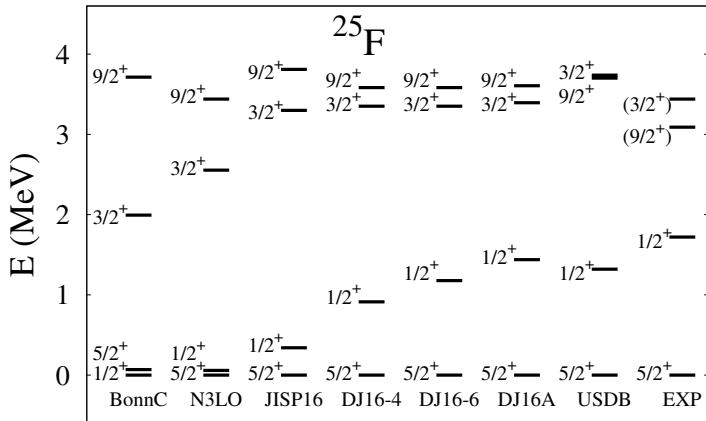 ²⁵F
E (MeV)
4
3
2
1
0
9/2⁺ 3/2⁺ 5/2⁺ 1/2⁺
9/2⁺ 3/2⁺ 1/2⁺ 5/2⁺
9/2⁺ 3/2⁺ 1/2⁺ 5/2⁺
9/2⁺ 3/2⁺ 1/2⁺ 5/2⁺
9/2⁺ 3/2⁺ 1/2⁺ 5/2⁺
9/2⁺ 3/2⁺ 1/2⁺ 5/2⁺
3/2⁺ 9/2⁺ 1/2⁺ 5/2⁺
(3/2⁺) (9/2⁺) 1/2⁺ 5/2⁺
BonnC N3LO JISP16 DJ16-4 DJ16-6 DJ16A USDB EXP